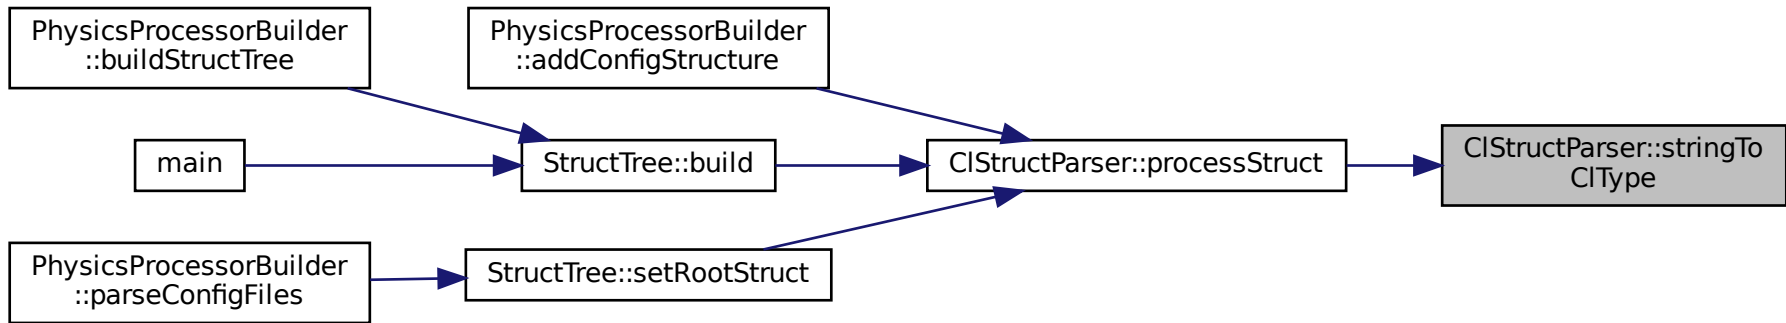 PhysicsProcessorBuilder
::buildStructTree
PhysicsProcessorBuilder
::addConfigStructure
main
StructTree::build
ClStructParser::processStruct
ClStructParser::stringTo
ClType
PhysicsProcessorBuilder
::parseConfigFiles
StructTree::setRootStruct